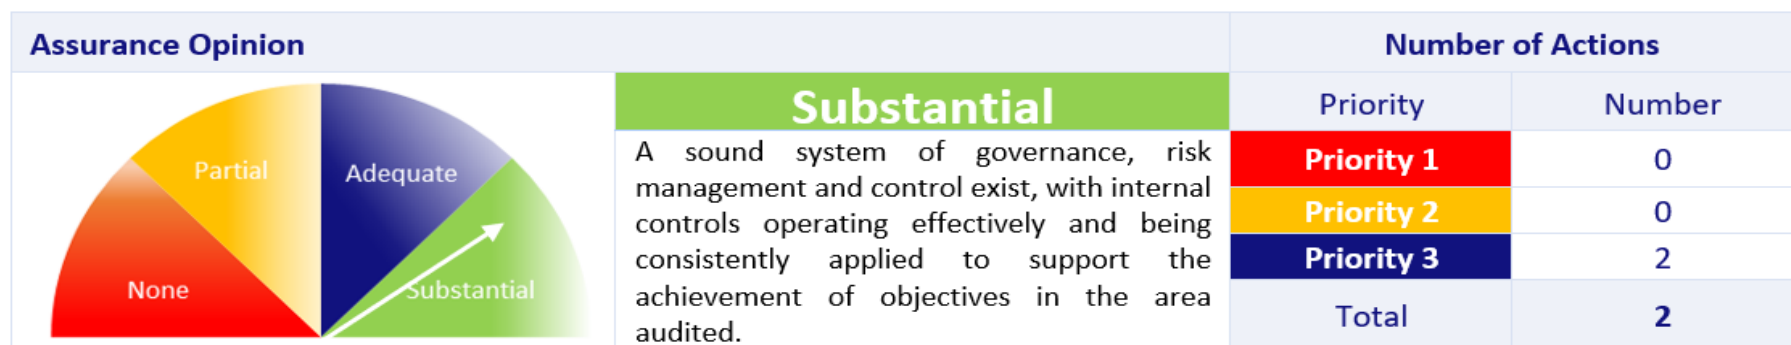 Assurance Opinion
Number of Actions
Partial
Adequate
None
Substantial
Substantial
A sound system of governance, risk
management and control exist, with internal
controls operating effectively and being
consistently applied to support the
achievement of objectives in the area
audited.
Priority Number
Priority 1 0
Priority 2 0
Priority 3 2
Total 2